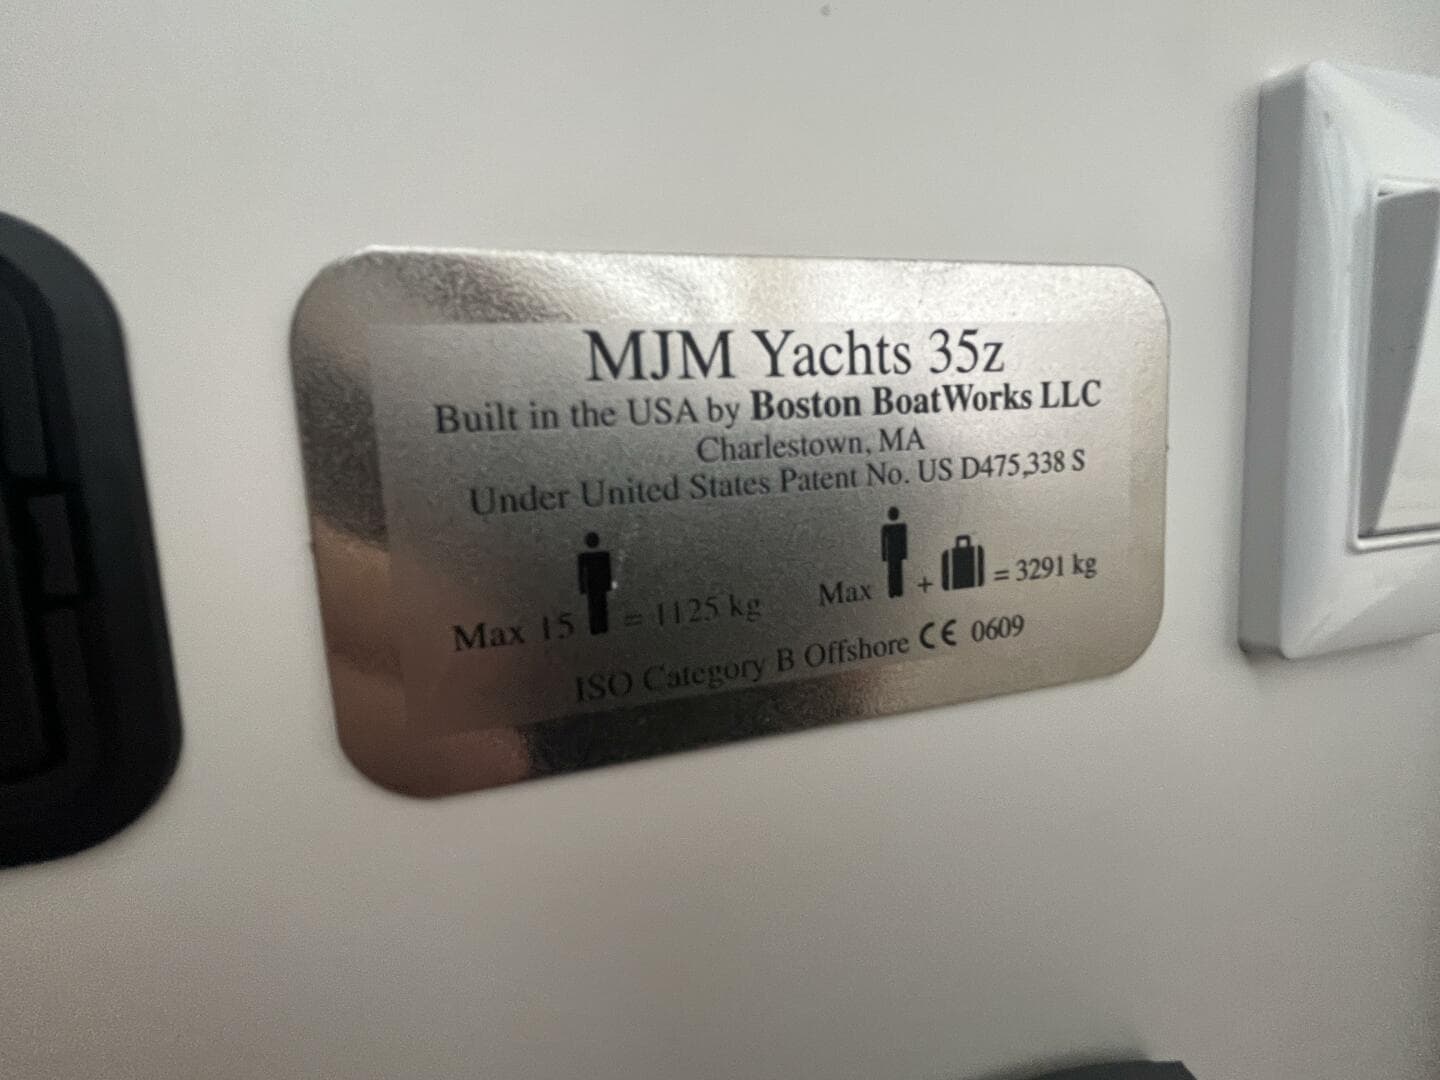 MJM Yachts 35z
Built in the USA by Boston BoatWorks LLC
Charlestown, MA
Under United States Patent No. US D475,338 S
Max 15 = 1125 kg
Max + = 3291 kg
ISO Category B Offshore CE 0609